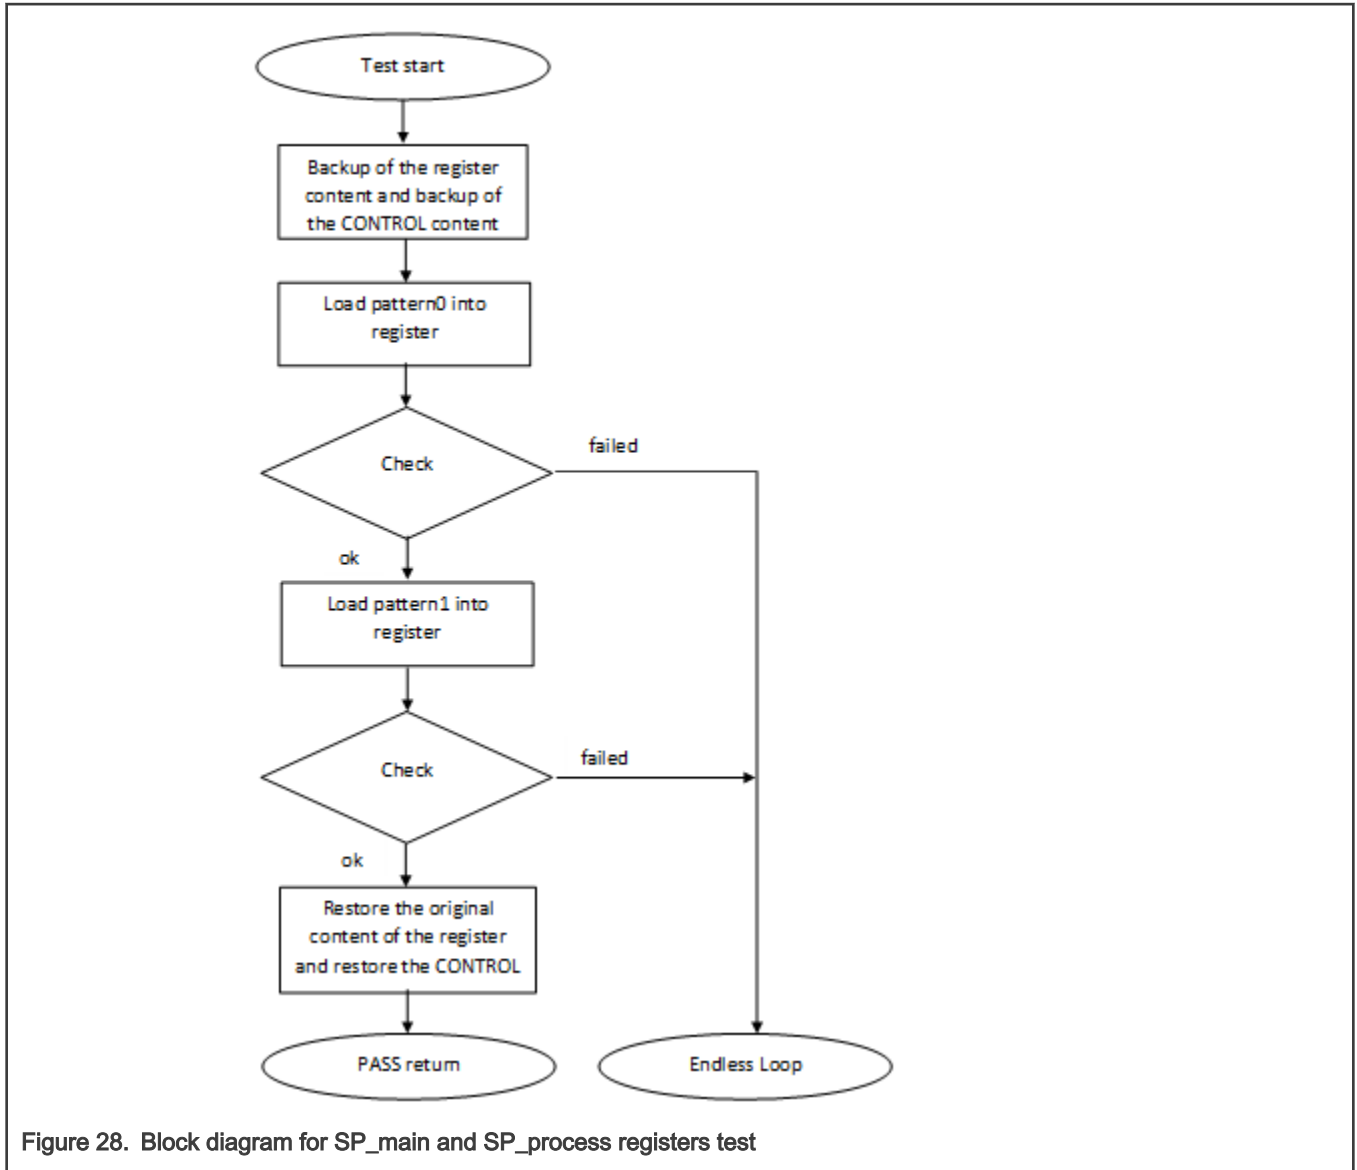 Test start
Backup of the register
content and backup of
the CONTROL content
Load pattern0 into
register
Check
failed
ok
Load pattern1 into
register
Check
failed
ok
Restore the original
content of the register
and restore the CONTROL
PASS return
Endless Loop
Figure 28. Block diagram for SP_main and SP_process registers test